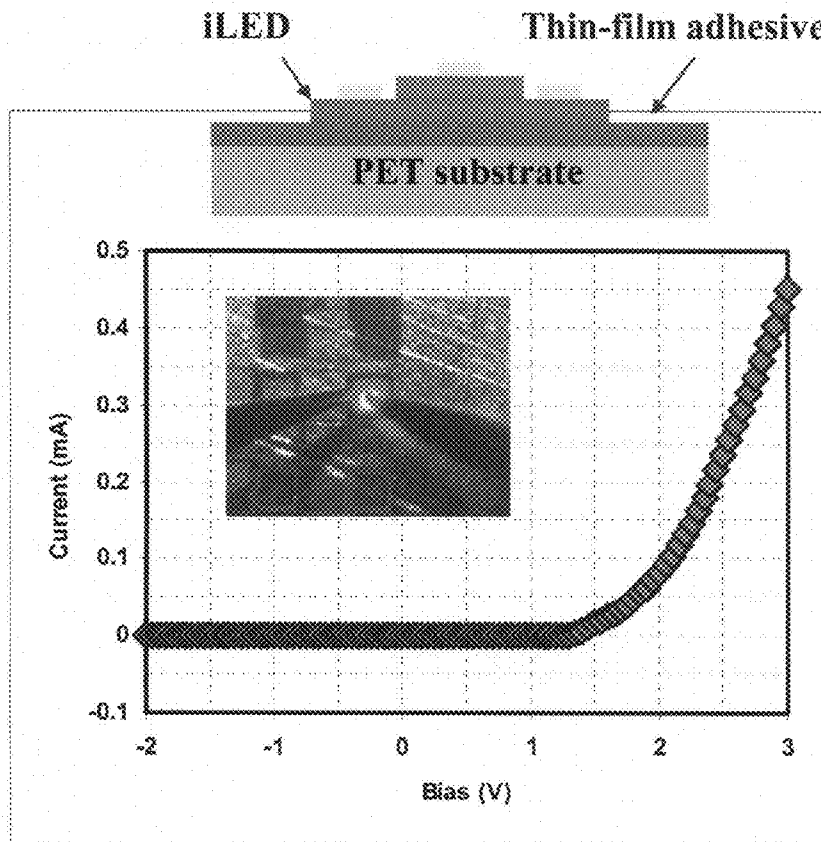 iLED Thin-film adhesive
PET substrate
0.5
0.4
0.3
0.2
0.1
0
-0.1
Current (mA)
-2 -1 0 1 2 3
Bias (V)